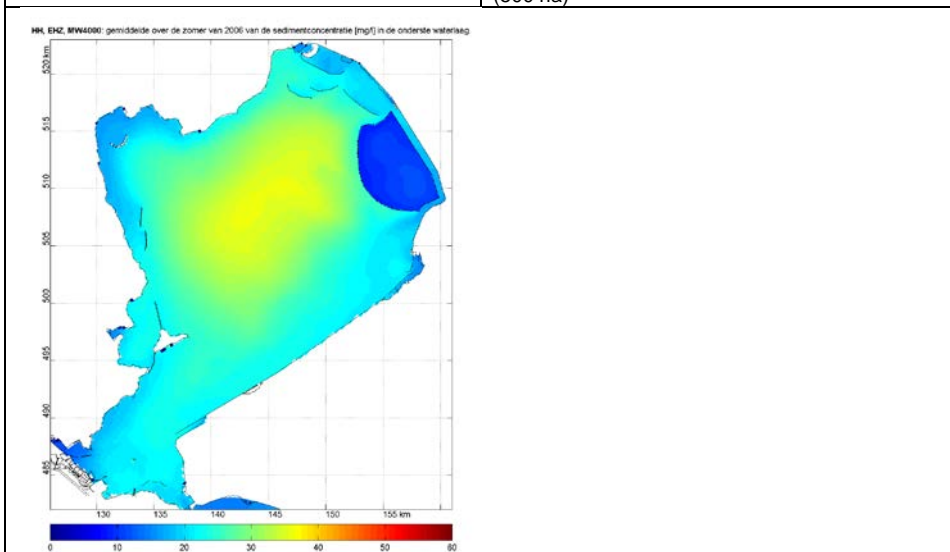 (800 ha)
HH, EHZ, MW4000: gemiddelde over de zomer van 2006 van de sedimentconcentratie [mg/l] in de onderste waterlaag
520 km
515
510
505
500
495
490
485
130 135 140 145 150 155 km
0 10 20 30 40 50 60